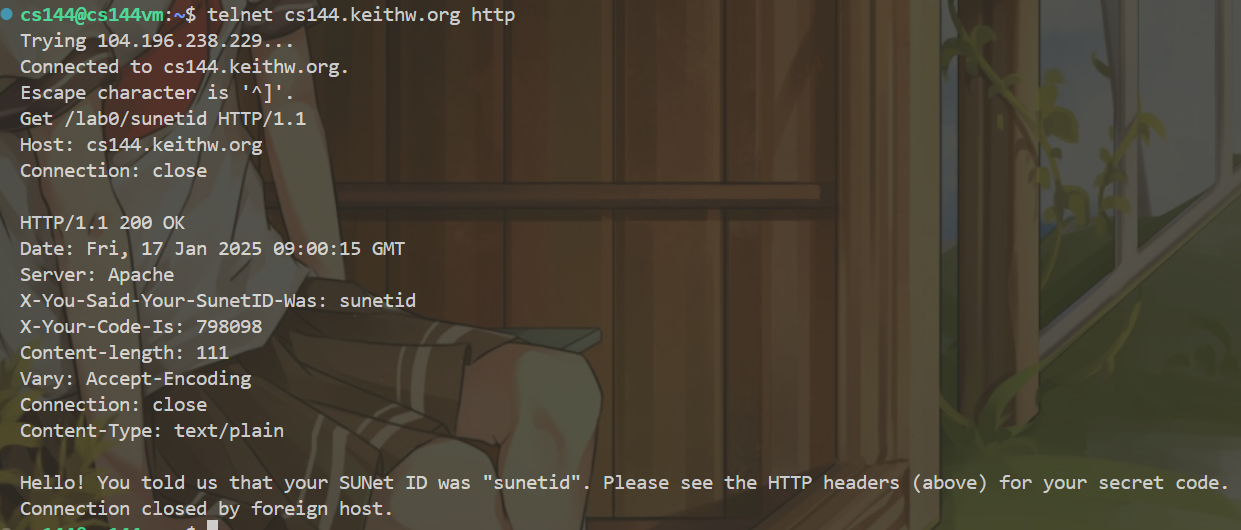 cs144@cs144vm:~$ telnet cs144.keithw.org http
Trying 104.196.238.229...
Connected to cs144.keithw.org.
Escape character is '^]'.
Get /lab0/sunetid HTTP/1.1
Host: cs144.keithw.org
Connection: close
HTTP/1.1 200 OK
Date: Fri, 17 Jan 2025 09:00:15 GMT
Server: Apache
X-You-Said-Your-SunetID-Was: sunetid
X-Your-Code-Is: 798098
Content-length: 111
Vary: Accept-Encoding
Connection: close
Content-Type: text/plain
Hello! You told us that your SUNet ID was "sunetid". Please see the HTTP headers (above) for your secret code.
Connection closed by foreign host.